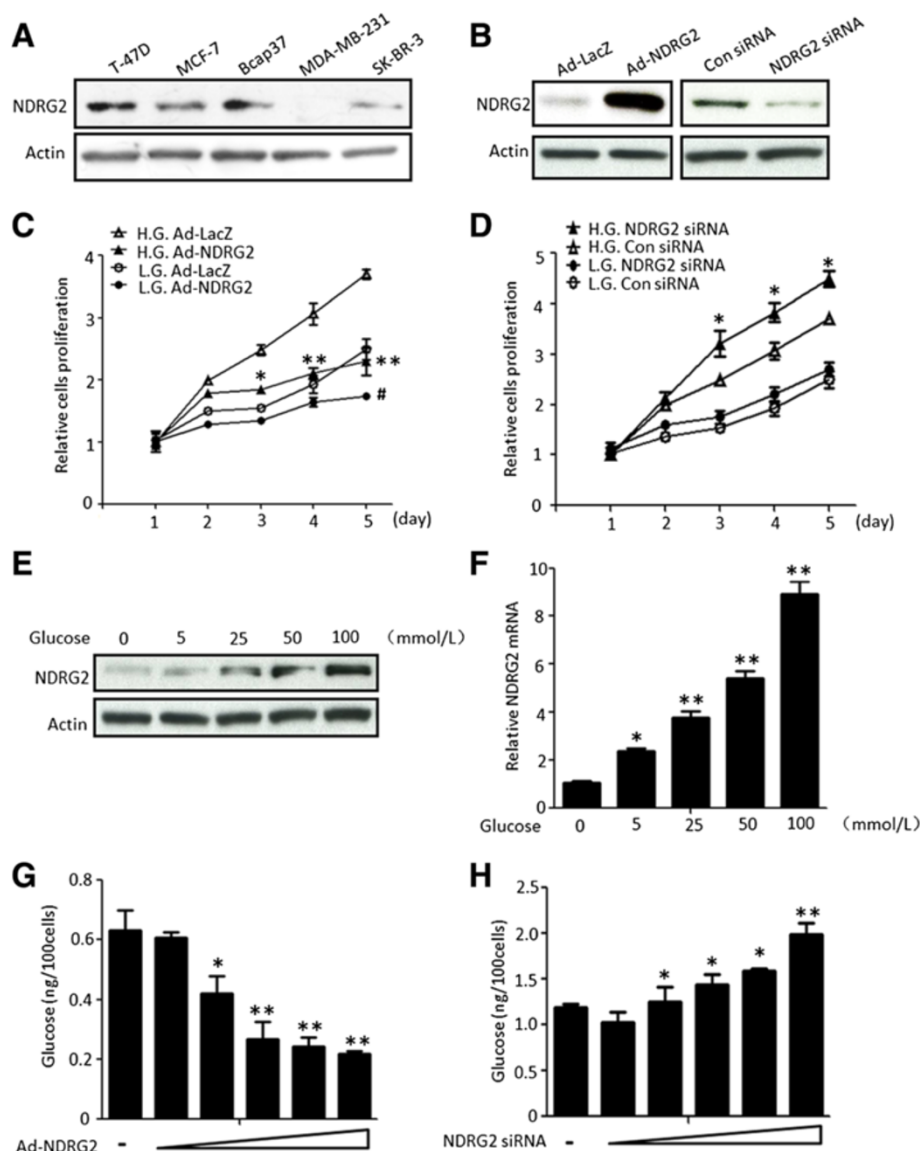 A
T-47D MCF-7 Bcap37 MDA-MB-231 SK-BR-3
NDRG2
Actin
B
Ad-LacZ Ad-NDRG2 Con siRNA NDRG2 siRNA
NDRG2
Actin
C
H.G. Ad-LacZ
H.G. Ad-NDRG2
L.G. Ad-LacZ
L.G. Ad-NDRG2
Relative cells proliferation
4
3
2
1
0
* ** ** #
1 2 3 4 5 (day)
D
H.G. NDRG2 siRNA
H.G. Con siRNA
L.G. NDRG2 siRNA
L.G. Con siRNA
Relative cells proliferation
5
4
3
2
1
0
* * *
1 2 3 4 5 (day)
E
Glucose 0 5 25 50 100 (mmol/L)
NDRG2
Actin
F
Relative NDRG2 mRNA
10
8
6
4
2
0
* ** ** **
Glucose 0 5 25 50 100 (mmol/L)
G
Glucose (ng/100cells)
0.8
0.6
0.4
0.2
0
* ** ** **
Ad-NDRG2 -
H
Glucose (ng/100cells)
2.5
2.0
1.5
1.0
0.5
0
* * * **
NDRG2 siRNA -